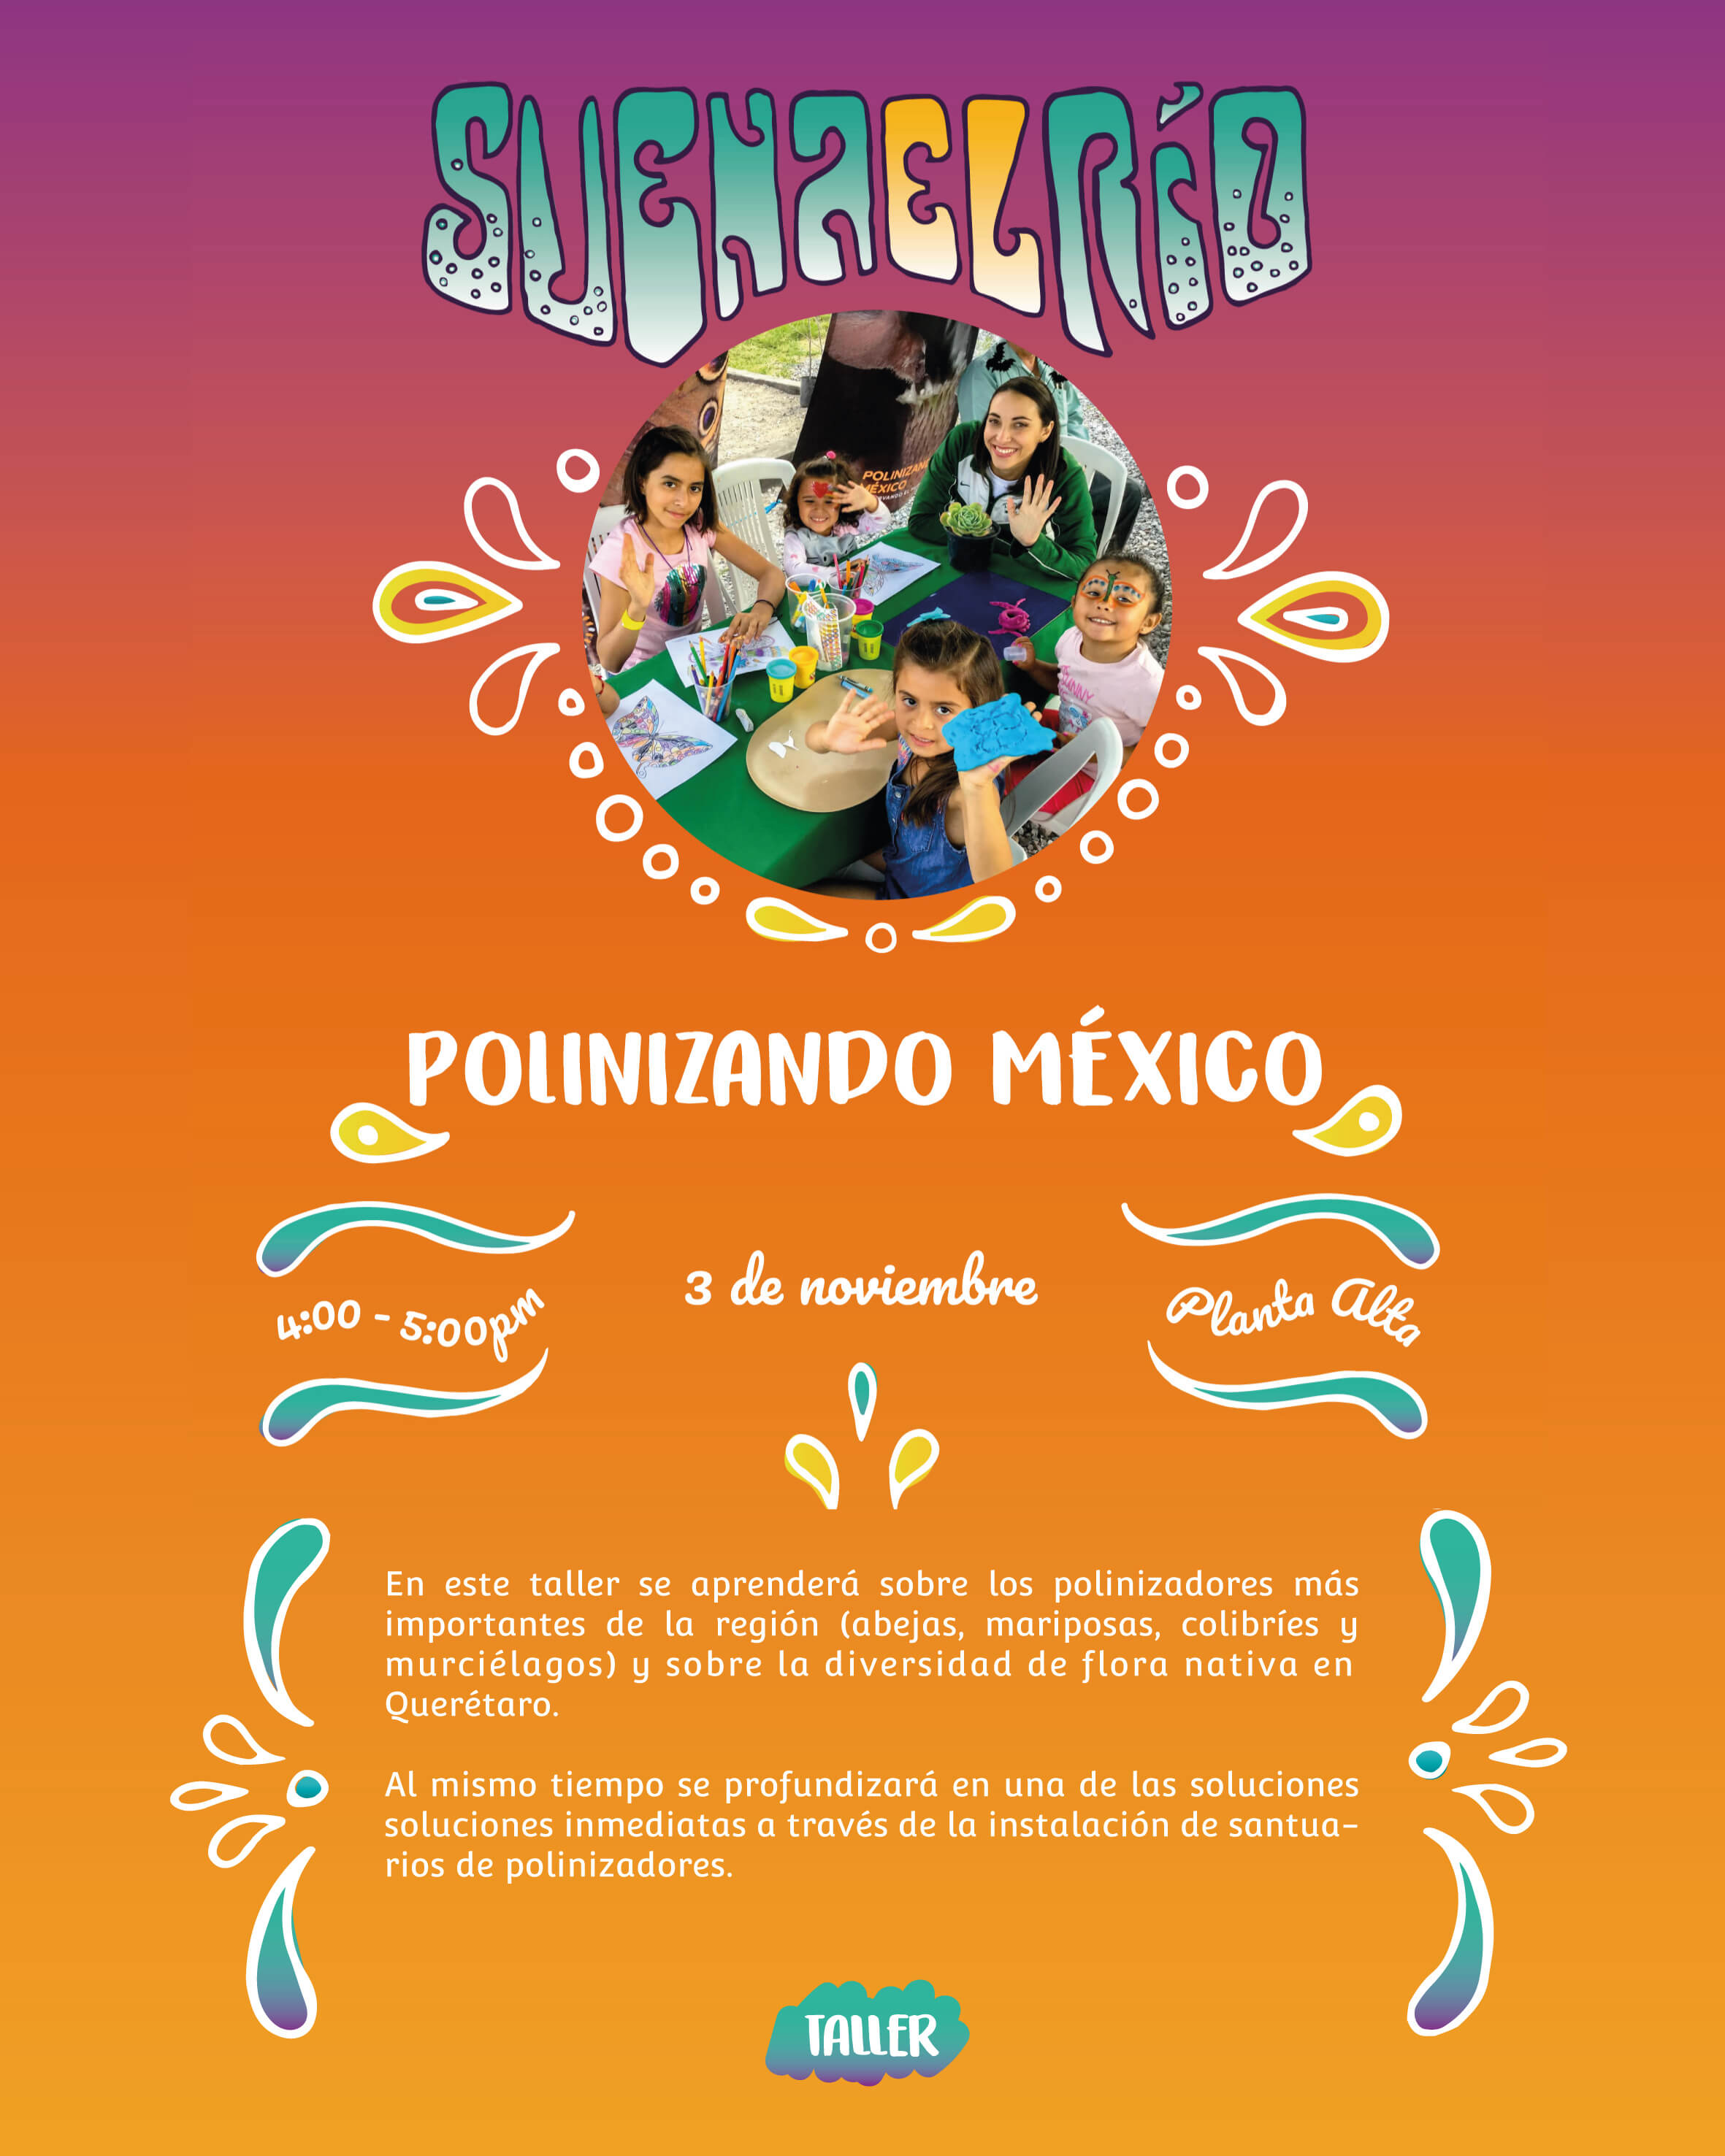 SUENAELRÍO
POLINIZANDO
MÉXICO
POLINIZANDO MÉXICO
4:00 - 5:00pm
3 de noviembre
Planta Alta
En este taller se aprenderá sobre los polinizadores más
importantes de la región (abejas, mariposas, colibríes y
murciélagos) y sobre la diversidad de flora nativa en
Querétaro.
Al mismo tiempo se profundizará en una de las soluciones
soluciones inmediatas a través de la instalación de santua-
rios de polinizadores.
TALLER